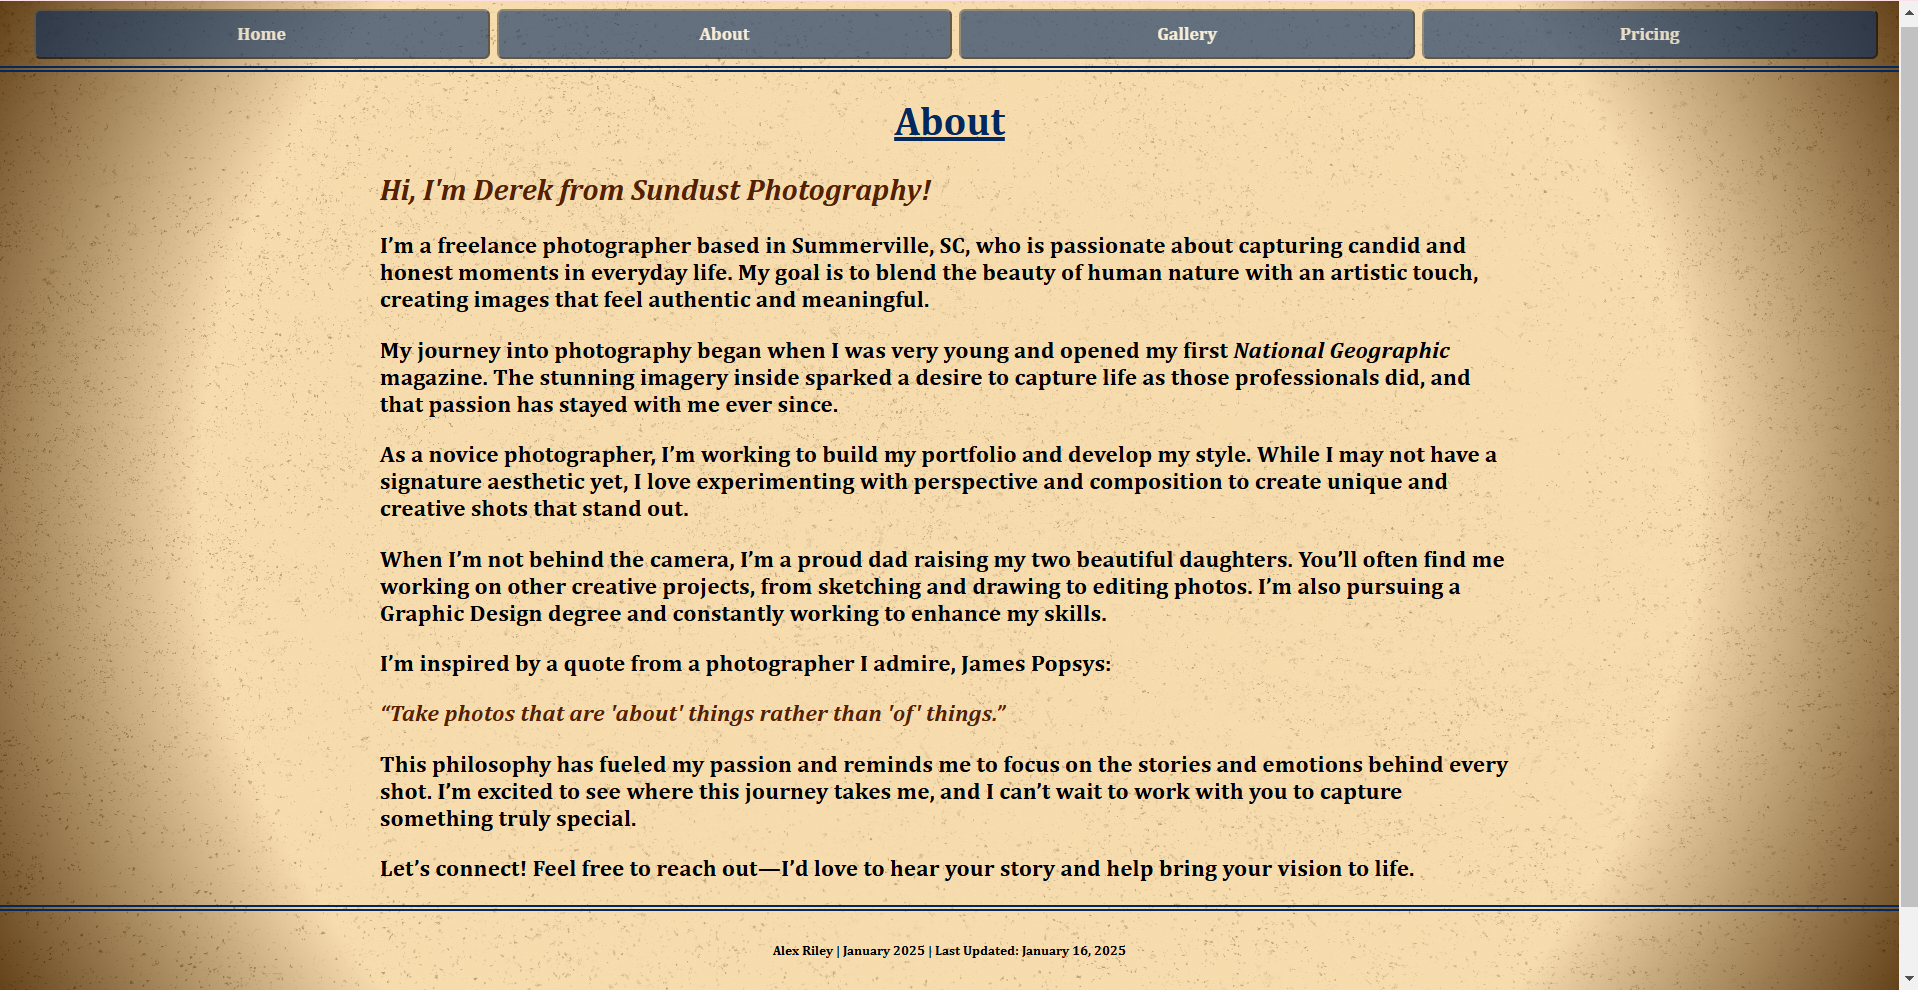 Home About Gallery Pricing
About
Hi, I'm Derek from Sundust Photography!
I’m a freelance photographer based in Summerville, SC, who is passionate about capturing candid and
honest moments in everyday life. My goal is to blend the beauty of human nature with an artistic touch,
creating images that feel authentic and meaningful.
My journey into photography began when I was very young and opened my first National Geographic
magazine. The stunning imagery inside sparked a desire to capture life as those professionals did, and
that passion has stayed with me ever since.
As a novice photographer, I’m working to build my portfolio and develop my style. While I may not have a
signature aesthetic yet, I love experimenting with perspective and composition to create unique and
creative shots that stand out.
When I’m not behind the camera, I’m a proud dad raising my two beautiful daughters. You’ll often find me
working on other creative projects, from sketching and drawing to editing photos. I’m also pursuing a
Graphic Design degree and constantly working to enhance my skills.
I’m inspired by a quote from a photographer I admire, James Popsys:
“Take photos that are 'about' things rather than 'of' things.”
This philosophy has fueled my passion and reminds me to focus on the stories and emotions behind every
shot. I’m excited to see where this journey takes me, and I can’t wait to work with you to capture
something truly special.
Let’s connect! Feel free to reach out—I’d love to hear your story and help bring your vision to life.
Alex Riley | January 2025 | Last Updated: January 16, 2025